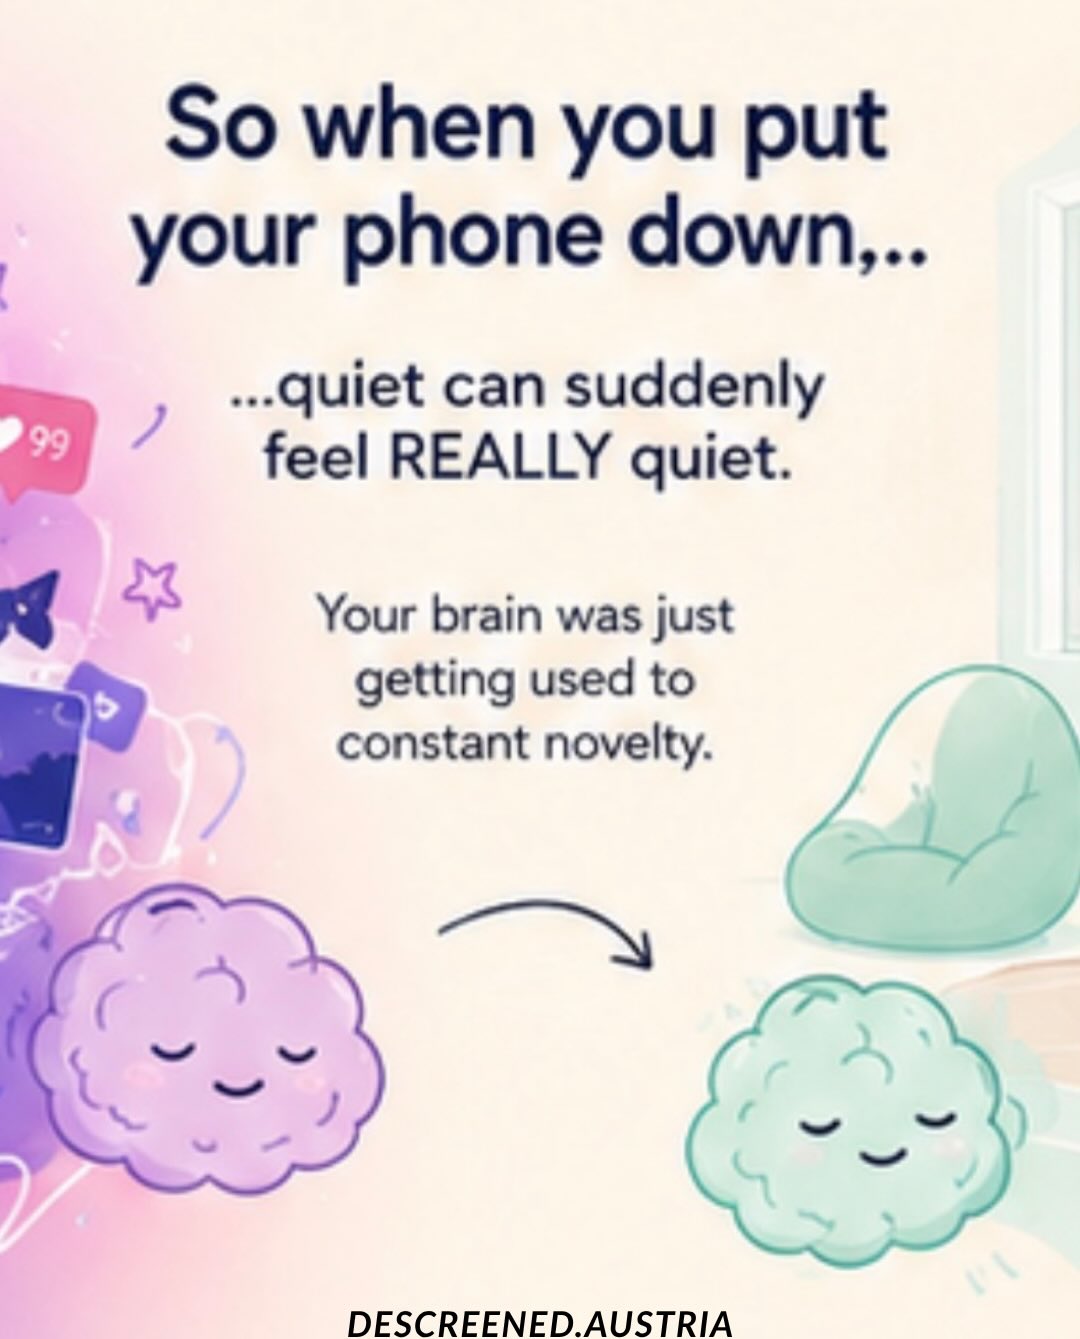 So when you put
your phone down,..
...quiet can suddenly
feel REALLY quiet.
99
Your brain was just
getting used to
constant novelty.
DESCREENED.AUSTRIA